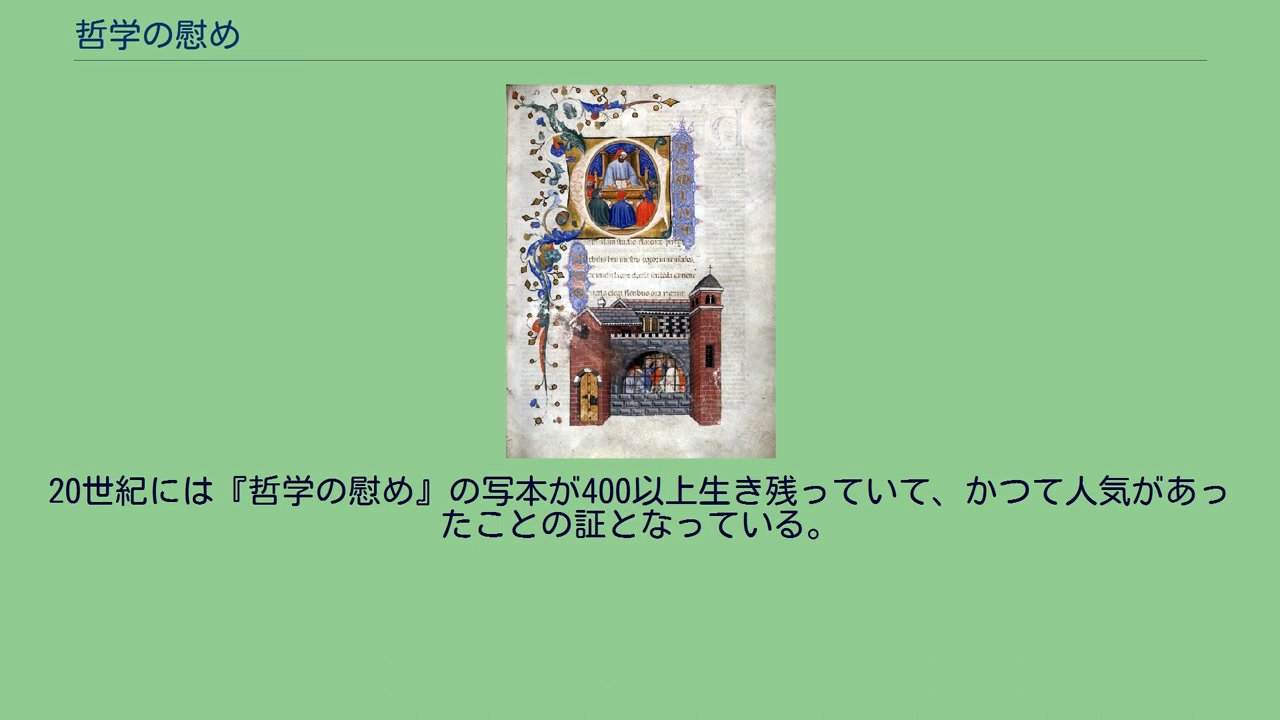 哲学の慰め
20世紀には『哲学の慰め』の写本が400以上生き残っていて、かつて人気があっ
たことの証となっている。